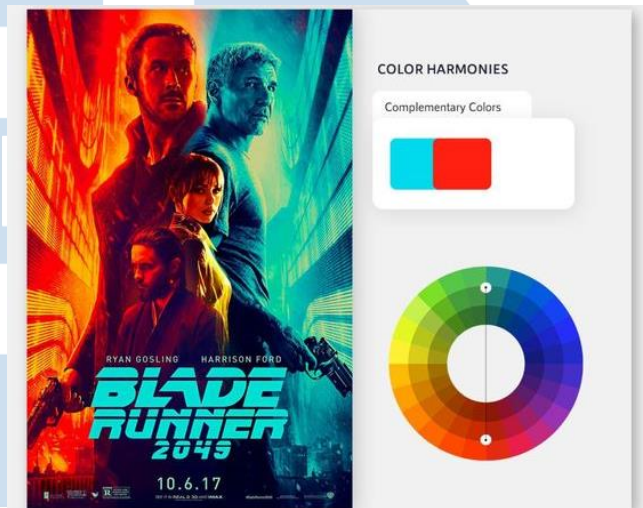 COLOR HARMONIES
Complementary Colors
RYAN GOSLING HARRISON FORD
BLADE
RUNNER
2049
10.6.17